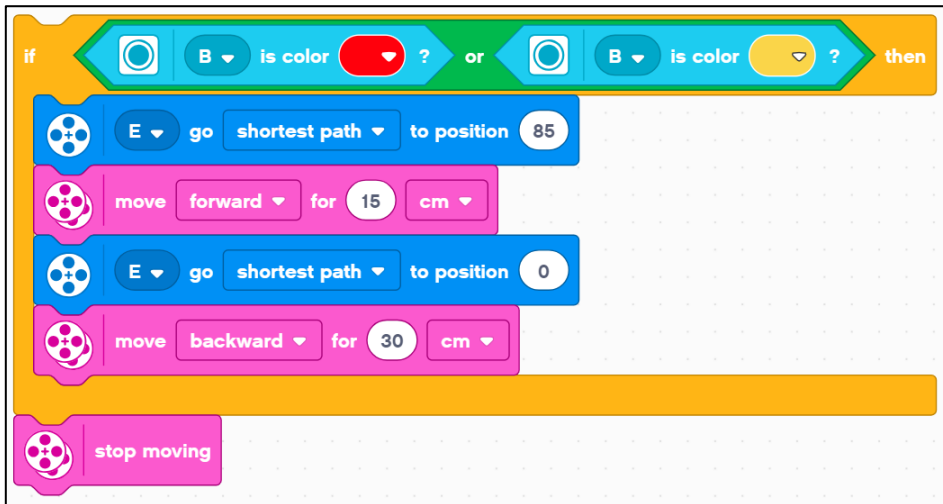 if B is color ? or B is color ? then
E go shortest path to position 85
move forward for 15 cm
E go shortest path to position 0
move backward for 30 cm
stop moving